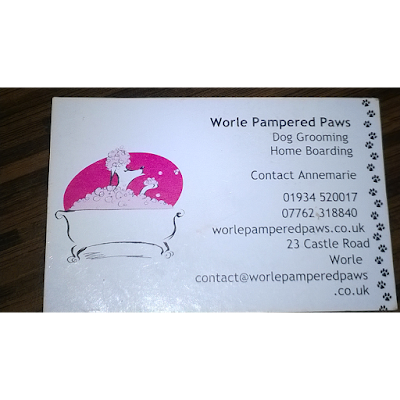 Worle Pampered Paws
Dog Grooming
Home Boarding
Contact Annemarie
01934 520017
07762 318840
worlepamperedpaws.co.uk
23 Castle Road
Worle
contact@worlepamperedpaws
.co.uk